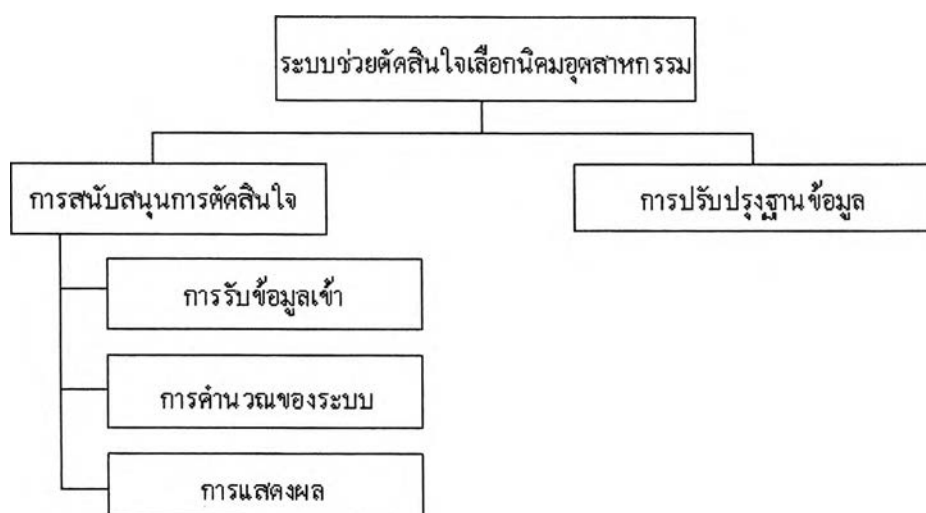 ระบบช่วยตัดสินใจเลือกนิคมอุตสาหกรรม
การสนับสนุนการตัดสินใจ
การปรับปรุงฐานข้อมูล
การรับข้อมูลเข้า
การคำนวณของระบบ
การแสดงผล